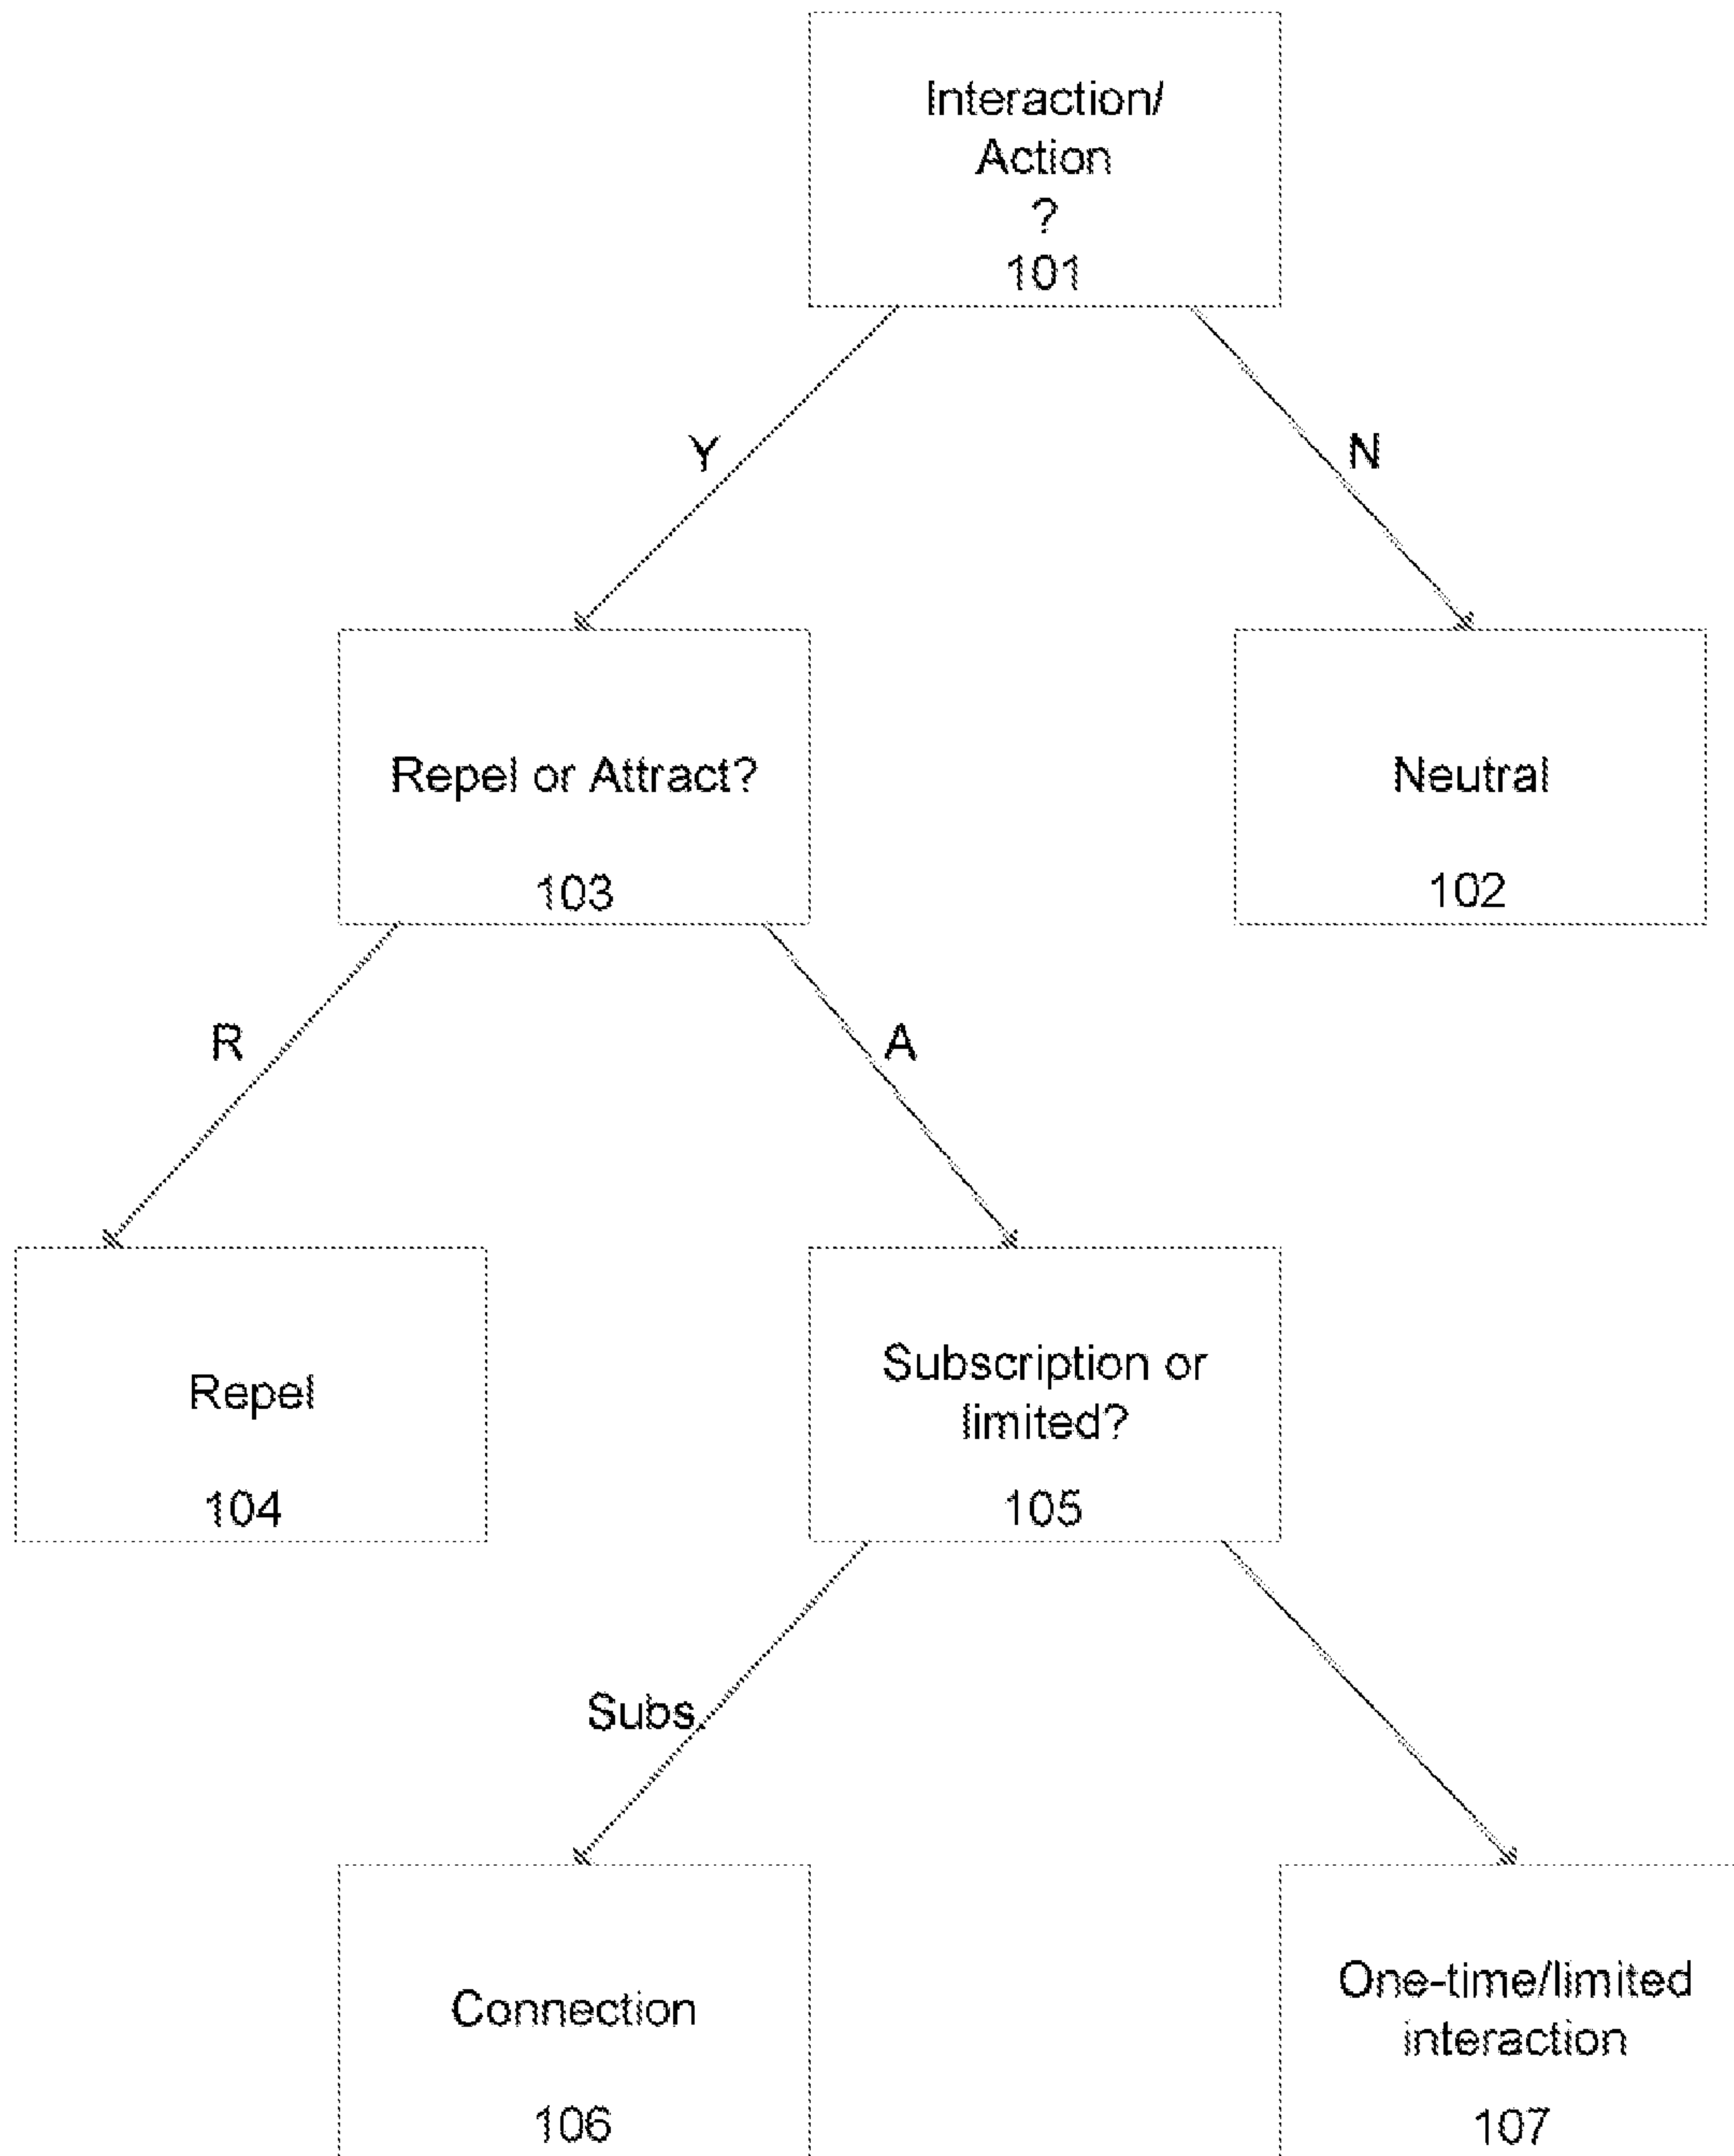 Interaction/
Action
?
101
Y
N
Repel or Attract?
103
Neutral
102
R
A
Repel
104
Subscription or
limited?
105
Subs.
Connection
106
One-time/limited
interaction
107